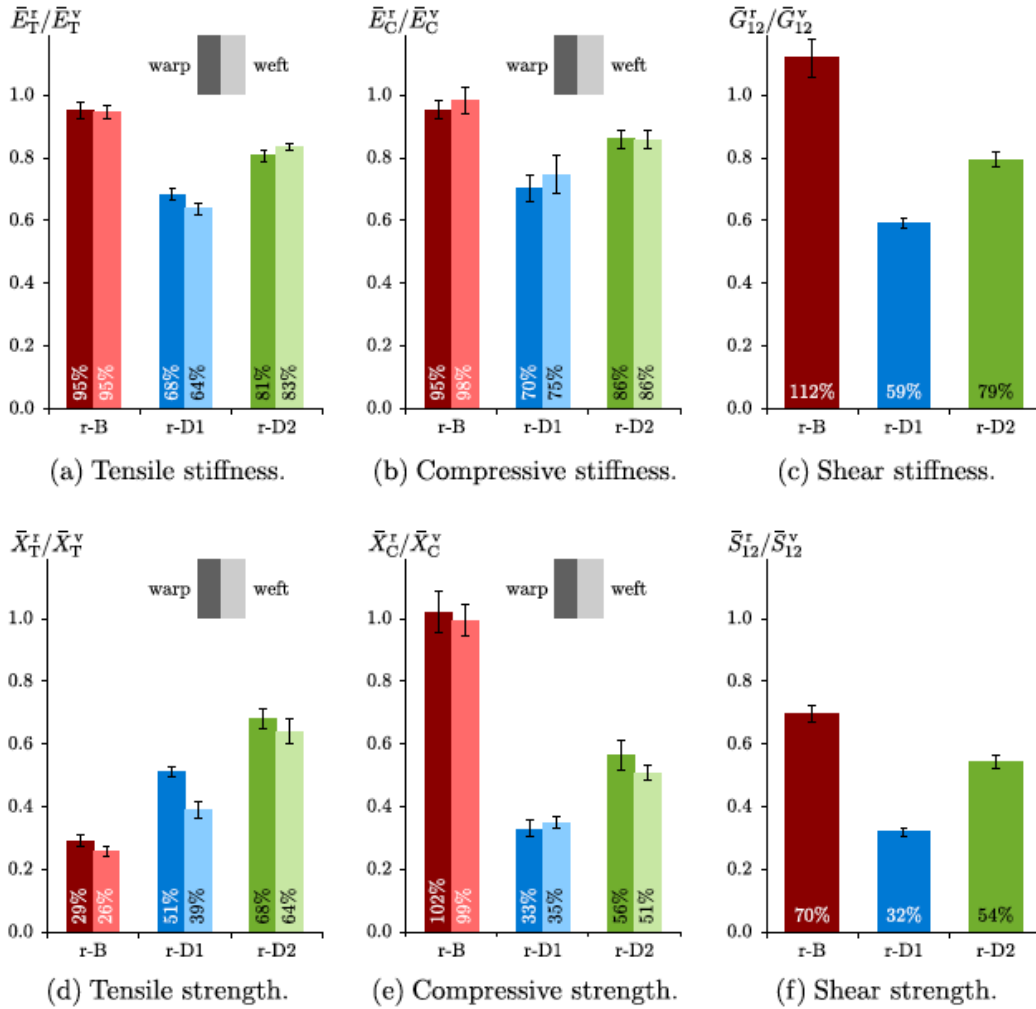 Ē_T^r/Ē_T^v
Ē_C^r/Ē_C^v
Ḡ_12^r/Ḡ_12^v
warp weft
warp weft
1.0
0.8
0.6
0.4
0.2
0.0
95% 95% 68% 64% 81% 83%
r-B r-D1 r-D2
(a) Tensile stiffness.
1.0
0.8
0.6
0.4
0.2
0.0
95% 98% 70% 75% 86% 86%
r-B r-D1 r-D2
(b) Compressive stiffness.
1.0
0.8
0.6
0.4
0.2
0.0
112% 59% 79%
r-B r-D1 r-D2
(c) Shear stiffness.
X̄_T^r/X̄_T^v
X̄_C^r/X̄_C^v
S̄_12^r/S̄_12^v
warp weft
warp weft
1.0
0.8
0.6
0.4
0.2
0.0
29% 26% 51% 39% 68% 64%
r-B r-D1 r-D2
(d) Tensile strength.
1.0
0.8
0.6
0.4
0.2
0.0
102% 99% 33% 35% 56% 51%
r-B r-D1 r-D2
(e) Compressive strength.
1.0
0.8
0.6
0.4
0.2
0.0
70% 32% 54%
r-B r-D1 r-D2
(f) Shear strength.